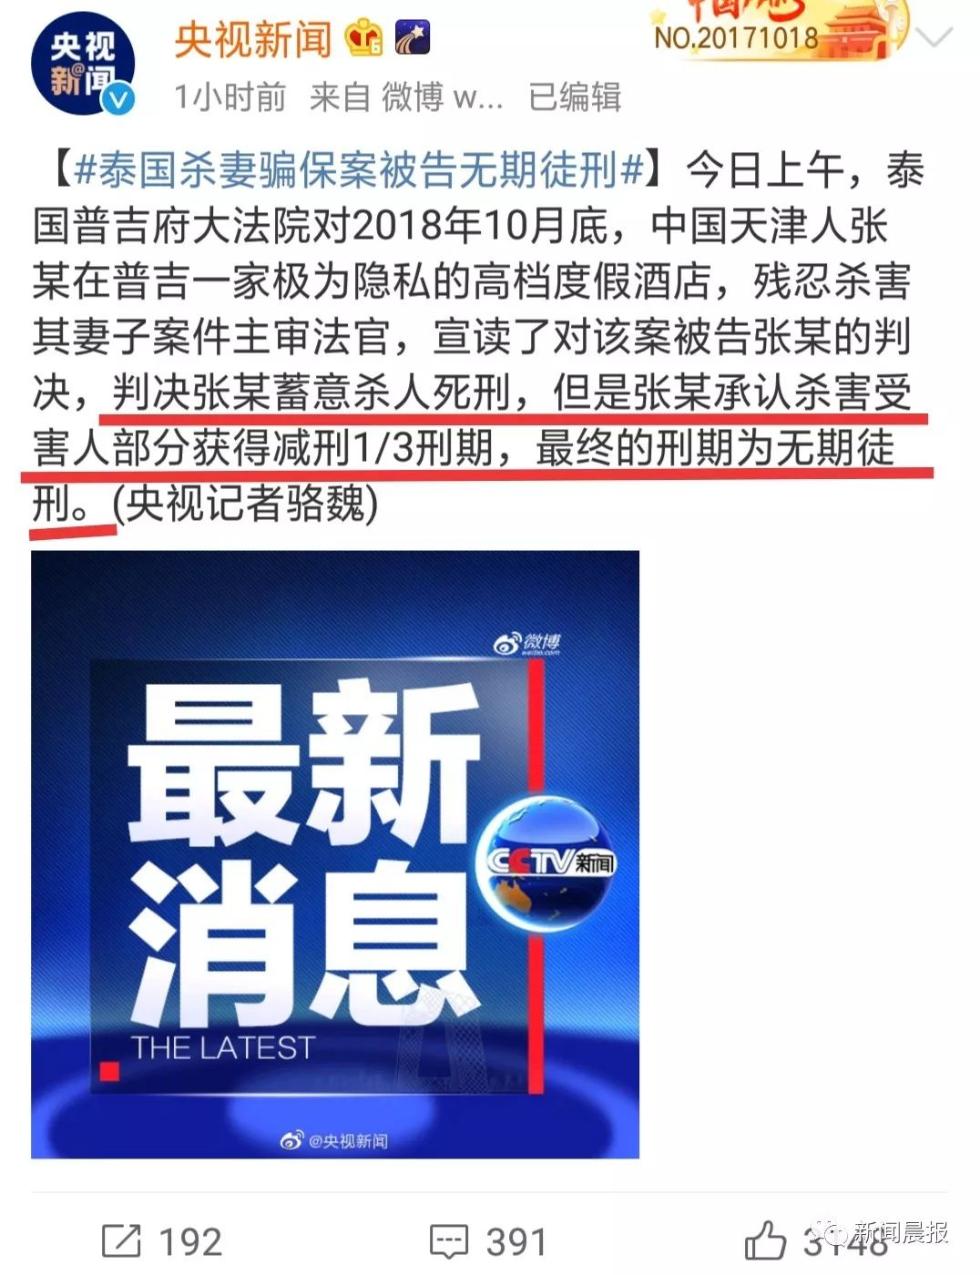 央视
新闻
央视新闻
NO.20171018
1小时前 来自 微博 w... 已编辑
【#泰国杀妻骗保案被告无期徒刑#】今日上午，泰
国普吉府大法院对2018年10月底，中国天津人张
某在普吉一家极为隐私的高档度假酒店，残忍杀害
其妻子案件主审法官，宣读了对该案被告张某的判
决，判决张某蓄意杀人死刑，但是张某承认杀害受
害人部分获得减刑1/3刑期，最终的刑期为无期徒
刑。(央视记者骆魏)
微博
weibo.com
最新
消息
CCTV新闻
THE LATEST
@央视新闻
192 391 3148
新闻晨报